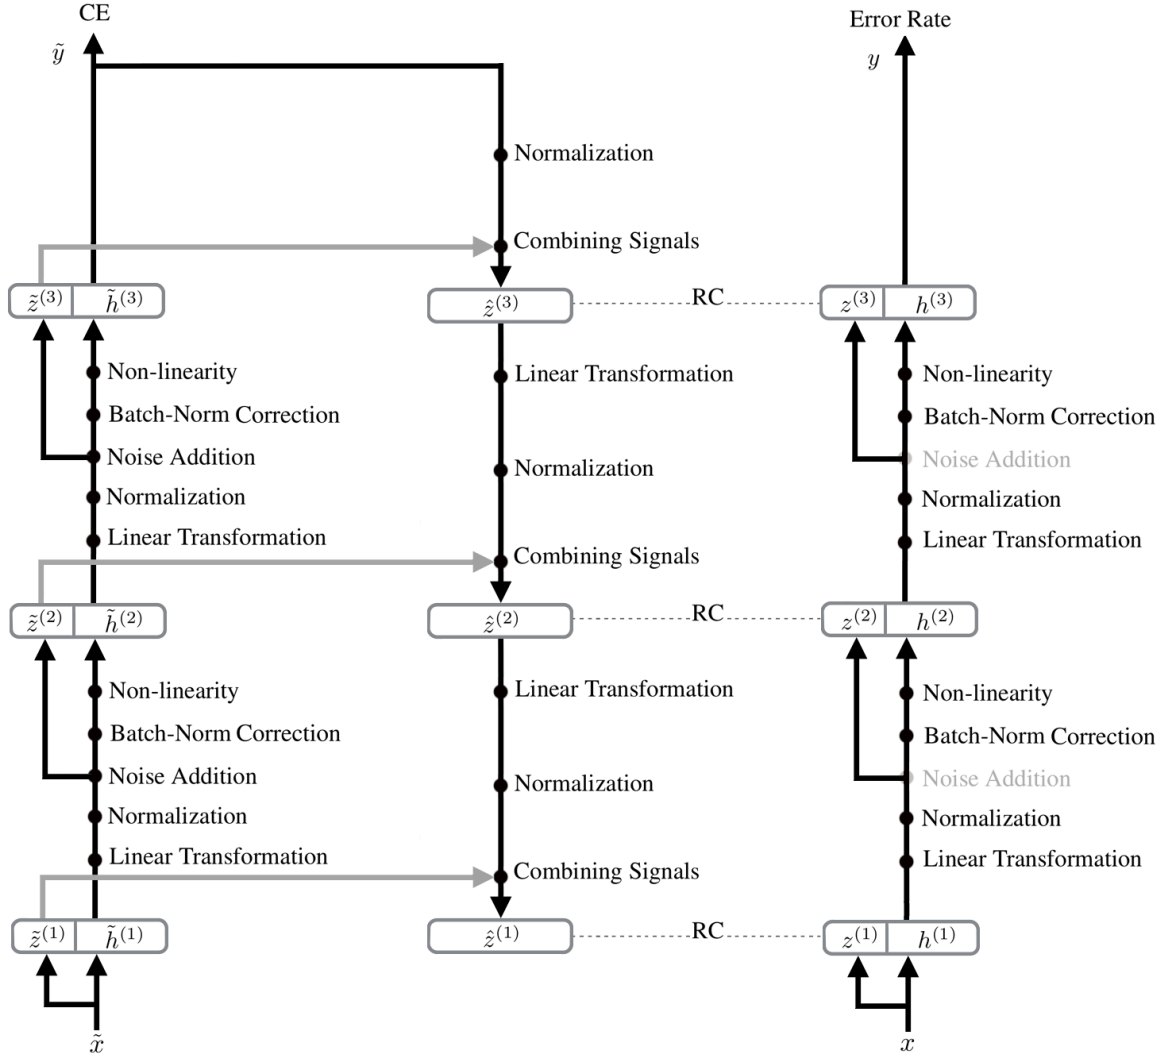 CE
Error Rate
ỹ
y
Normalization
Combining Signals
z̃⁽³⁾ h̃⁽³⁾
ẑ⁽³⁾
RC
z⁽³⁾ h⁽³⁾
Non-linearity
Linear Transformation
Non-linearity
Batch-Norm Correction
Batch-Norm Correction
Noise Addition
Normalization
Noise Addition
Normalization
Normalization
Linear Transformation
Linear Transformation
Combining Signals
z̃⁽²⁾ h̃⁽²⁾
ẑ⁽²⁾
RC
z⁽²⁾ h⁽²⁾
Non-linearity
Linear Transformation
Non-linearity
Batch-Norm Correction
Batch-Norm Correction
Noise Addition
Normalization
Noise Addition
Normalization
Normalization
Linear Transformation
Linear Transformation
Combining Signals
z̃⁽¹⁾ h̃⁽¹⁾
ẑ⁽¹⁾
RC
z⁽¹⁾ h⁽¹⁾
x̃
x